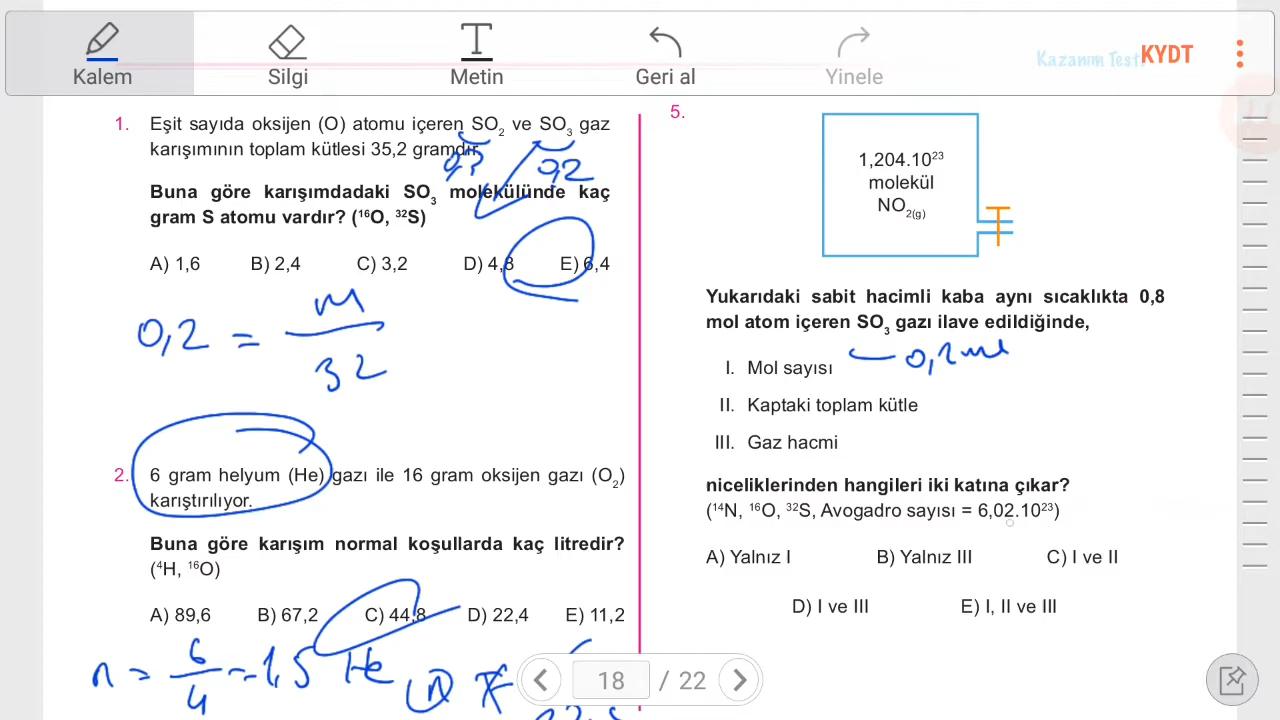 Kalem
Silgi
Metin
Geri al
Yinele
Kazanım Testi
KYDT
1. Eşit sayıda oksijen (O) atomu içeren SO₂ ve SO₃ gaz
karışımının toplam kütlesi 35,2 gramdır.
0,2
Buna göre karışımdadaki SO₃ molekülünde kaç
gram S atomu vardır? (¹⁶O, ³²S)
A) 1,6 B) 2,4 C) 3,2 D) 4,8 E) 6,4
0,2 = m
32
2. 6 gram helyum (He) gazı ile 16 gram oksijen gazı (O₂)
karıştırılıyor.
Buna göre karışım normal koşullarda kaç litredir?
(⁴H, ¹⁶O)
A) 89,6 B) 67,2 C) 44,8 D) 22,4 E) 11,2
n = 6/4 = 1,5 He
5.
1,204.10²³
molekül
NO₂₍g₎
Yukarıdaki sabit hacimli kaba aynı sıcaklıkta 0,8
mol atom içeren SO₃ gazı ilave edildiğinde,
I. Mol sayısı
II. Kaptaki toplam kütle
III. Gaz hacmi
niceliklerinden hangileri iki katına çıkar?
(¹⁴N, ¹⁶O, ³²S, Avogadro sayısı = 6,02.10²³)
A) Yalnız I B) Yalnız III C) I ve II
D) I ve III E) I, II ve III
18 / 22